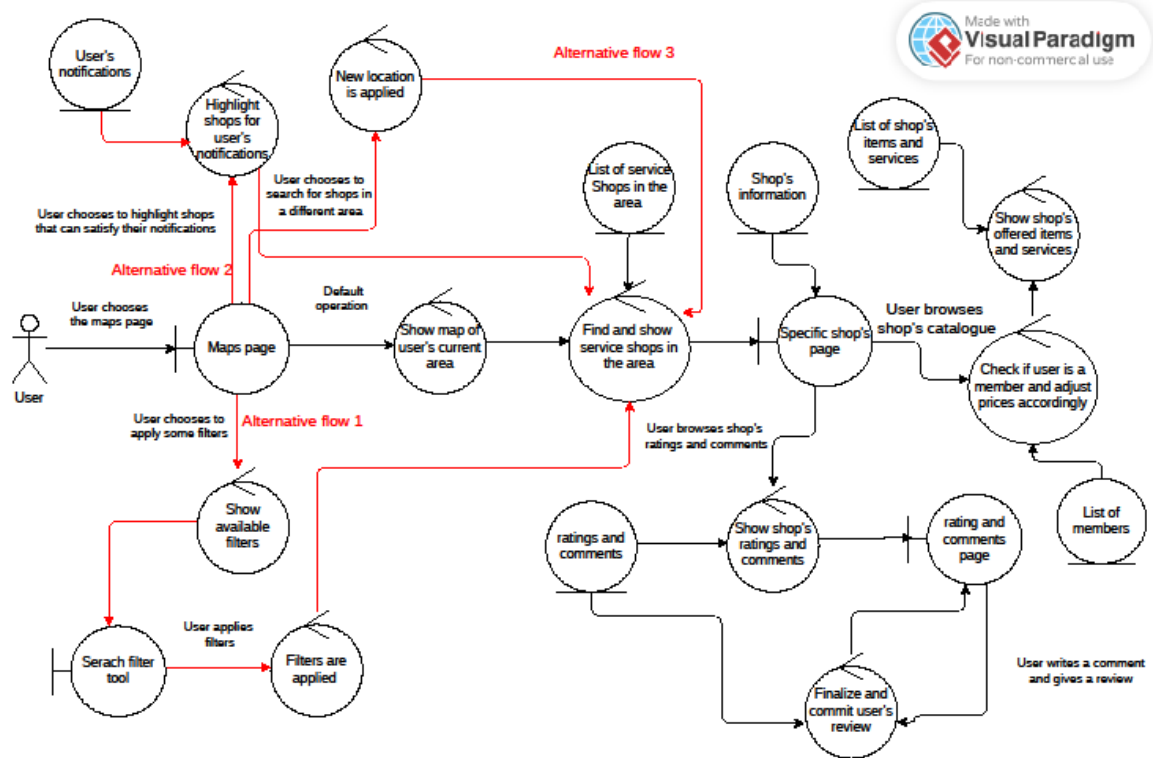 Made with
Visual Paradigm
For non-commercial use
User's
notifications
Highlight
shops for
user's
notifications
New location
is applied
Alternative flow 3
List of service
Shops in the
area
Shop's
information
List of shop's
items and
services
Show shop's
offered items
and services
User chooses to
search for shops in
a different area
User chooses to highlight shops
that can satisfy their notifications
Alternative flow 2
User chooses
the maps page
Default
operation
User
Maps page
Show map of
user's current
area
Find and show
service shops in
the area
Specific shop's
page
User browses
shop's catalogue
Check if user is a
member and adjust
prices accordingly
User chooses to
apply some filters
Alternative flow 1
User browses shop's
ratings and comments
Show
available
filters
ratings and
comments
Show shop's
ratings and
comments
rating and
comments
page
List of
members
Serach filter
tool
User applies
filters
Filters are
applied
Finalize and
commit user's
review
User writes a comment
and gives a review